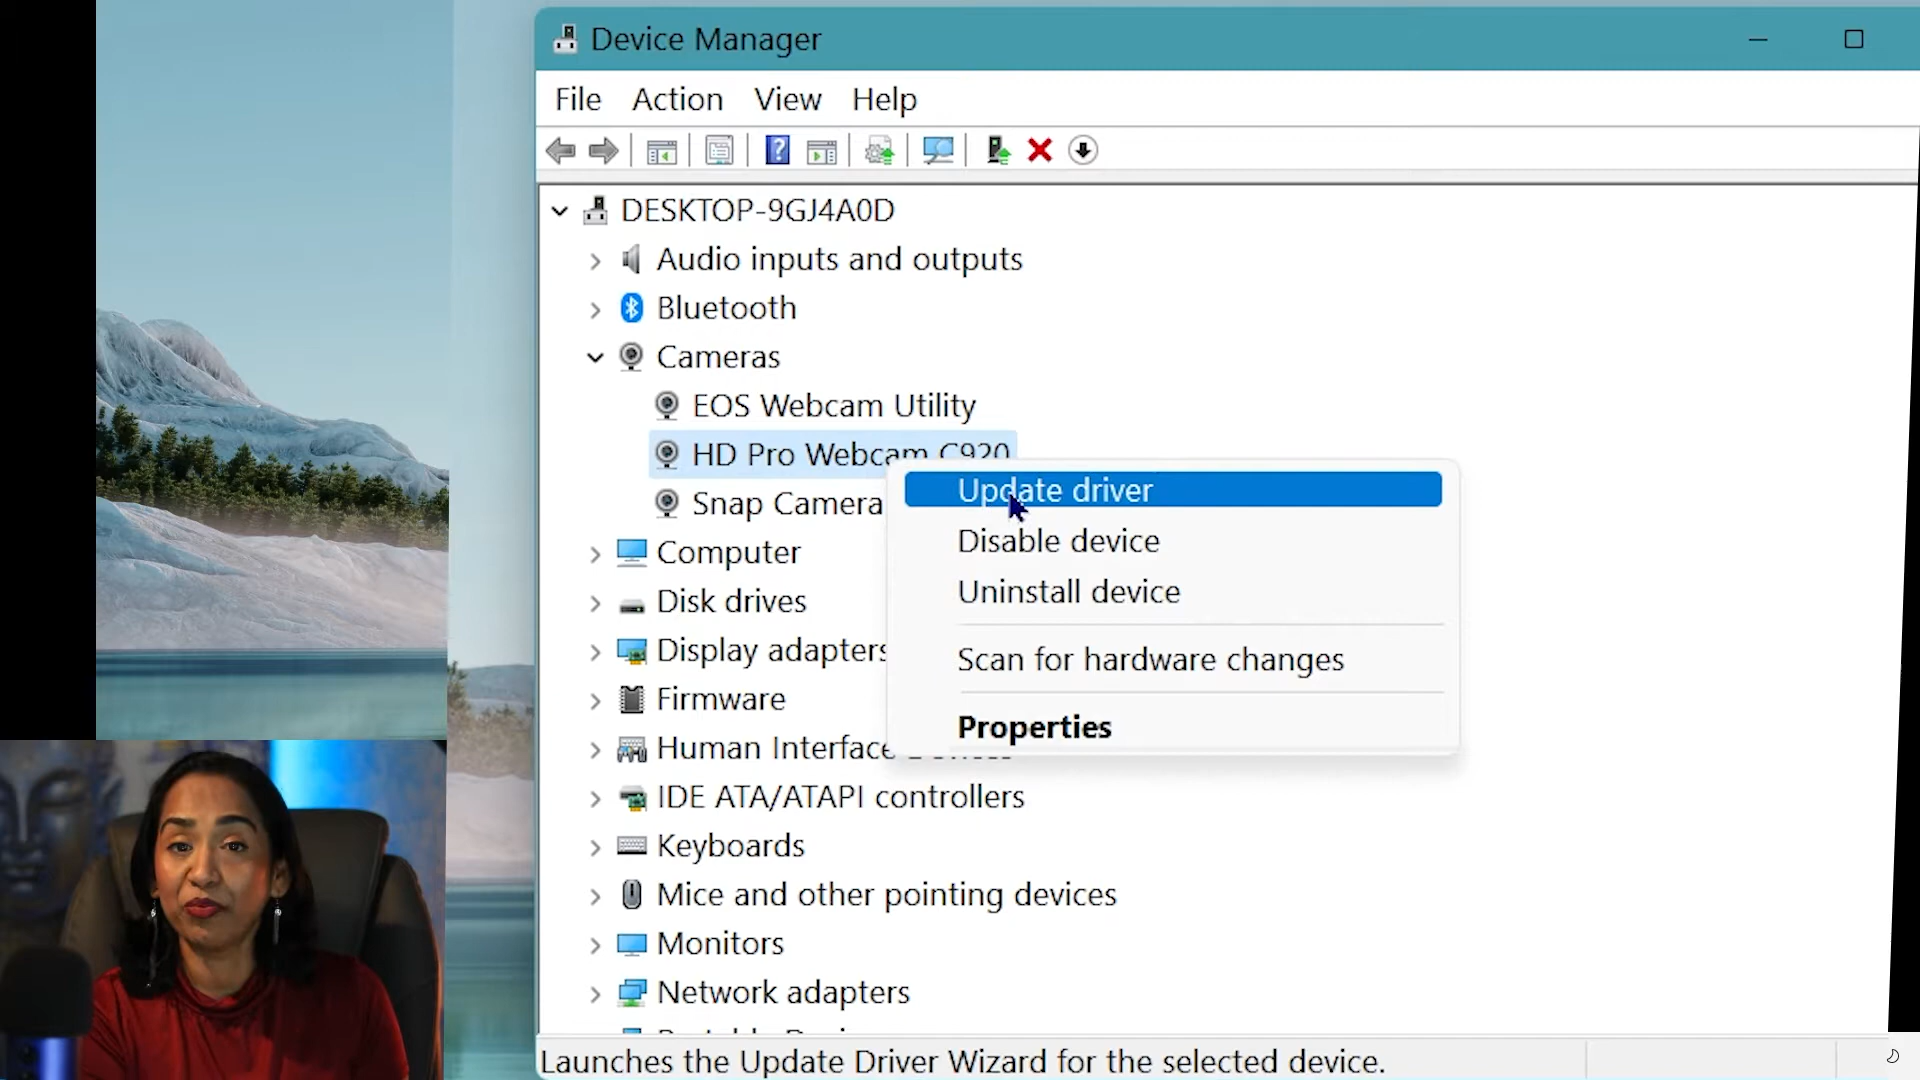 Device Manager
File Action View Help
DESKTOP-9GJ4A0D
Audio inputs and outputs
Bluetooth
Cameras
EOS Webcam Utility
HD Pro Webcam C920
Snap Camera
Update driver
Disable device
Uninstall device
Scan for hardware changes
Properties
Computer
Disk drives
Display adapters
Firmware
Human Interface
IDE ATA/ATAPI controllers
Keyboards
Mice and other pointing devices
Monitors
Network adapters
Launches the Update Driver Wizard for the selected device.